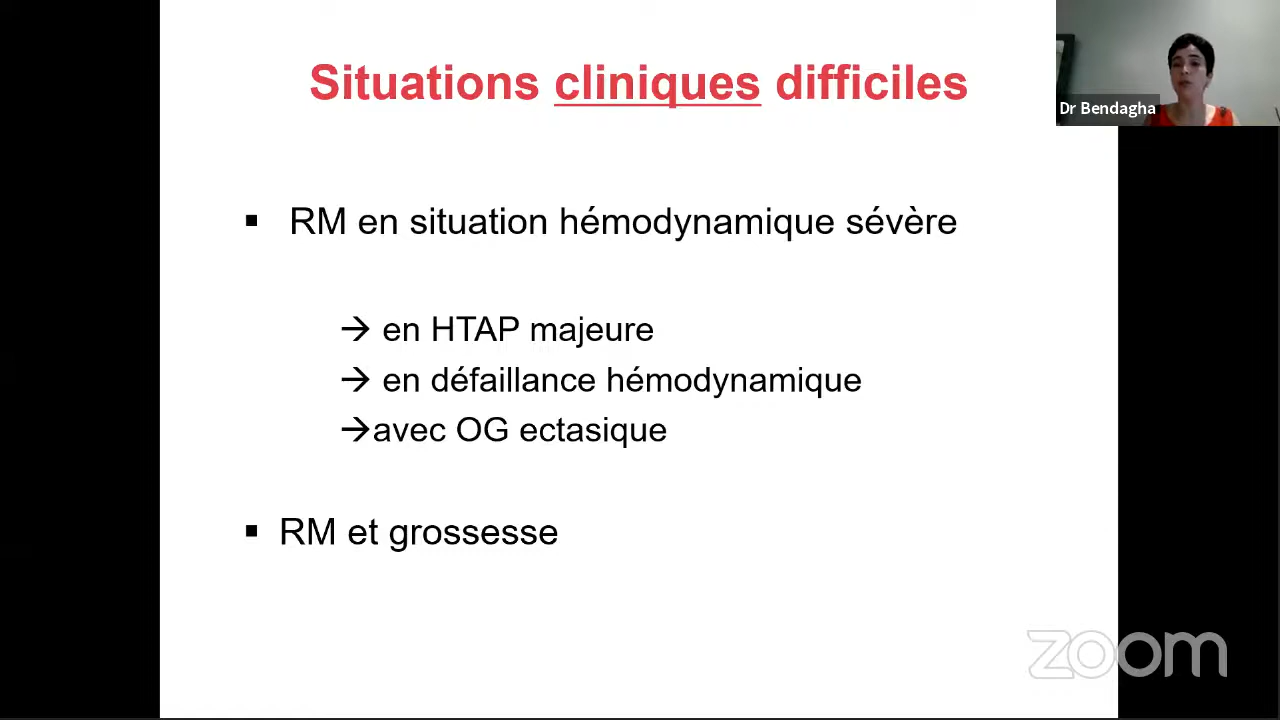 Situations cliniques difficiles
Dr Bendagha
▪ RM en situation hémodynamique sévère
→ en HTAP majeure
→ en défaillance hémodynamique
→avec OG ectasique
▪ RM et grossesse
zoom